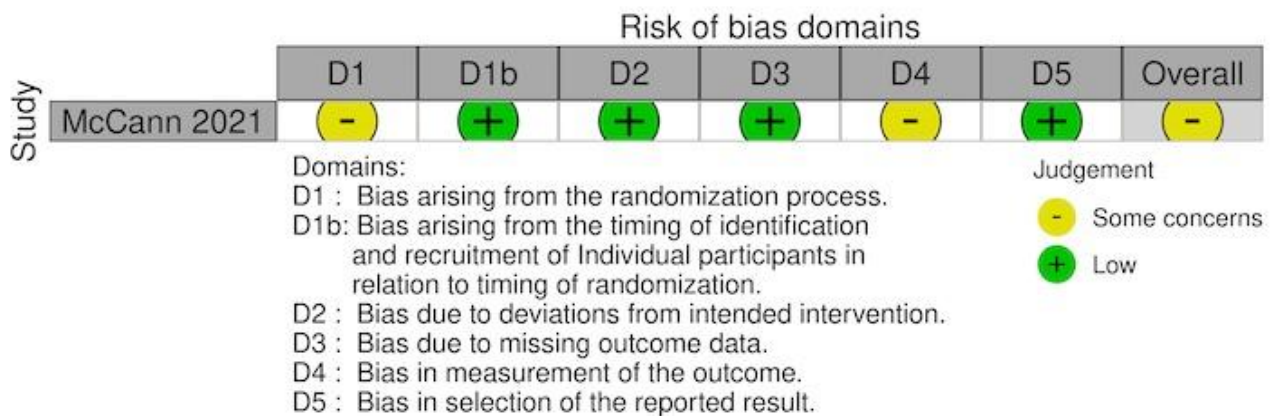 Risk of bias domains
D1 D1b D2 D3 D4 D5 Overall
Study
McCann 2021 - + + + - + -
Domains:
D1 : Bias arising from the randomization process.
D1b: Bias arising from the timing of identification
and recruitment of Individual participants in
relation to timing of randomization.
D2 : Bias due to deviations from intended intervention.
D3 : Bias due to missing outcome data.
D4 : Bias in measurement of the outcome.
D5 : Bias in selection of the reported result.
Judgement
- Some concerns
+ Low